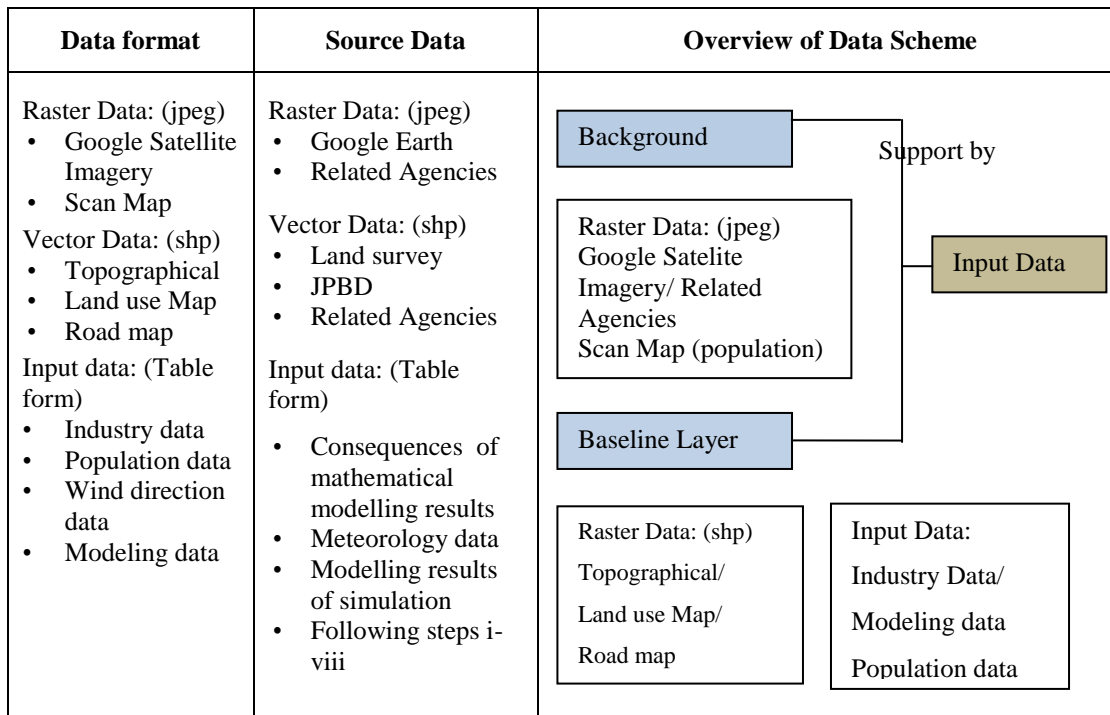 Data format
Source Data
Overview of Data Scheme
Raster Data: (jpeg)
• Google Satellite
Imagery
• Scan Map
Vector Data: (shp)
• Topographical
• Land use Map
• Road map
Input data: (Table
form)
• Industry data
• Population data
• Wind direction
data
• Modeling data
Raster Data: (jpeg)
• Google Earth
• Related Agencies
Vector Data: (shp)
• Land survey
• JPBD
• Related Agencies
Input data: (Table
form)
• Consequences of
mathematical
modelling results
• Meteorology data
• Modelling results
of simulation
• Following steps i-
viii
Background
Support by
Raster Data: (jpeg)
Google Satelite
Imagery/ Related
Agencies
Scan Map (population)
Input Data
Baseline Layer
Raster Data: (shp)
Topographical/
Land use Map/
Road map
Input Data:
Industry Data/
Modeling data
Population data